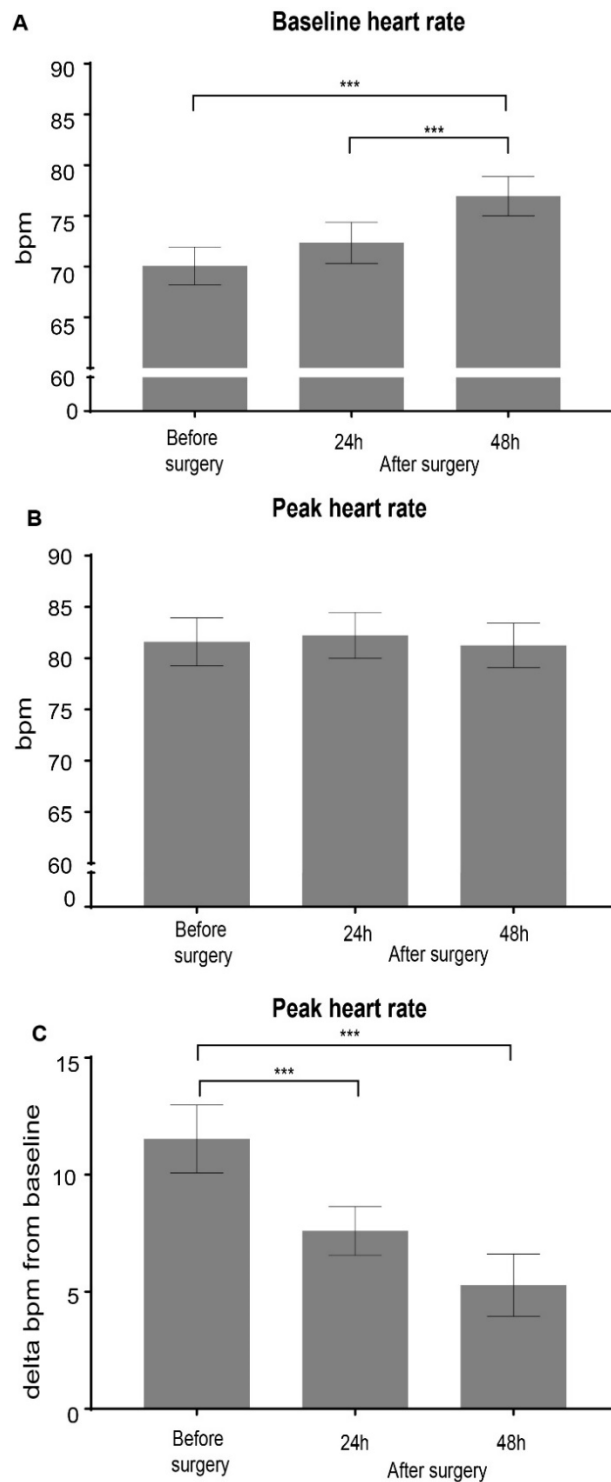 A
Baseline heart rate
90
85
80
75
70
65
60
0
bpm
***
***
Before
surgery
24h
48h
After surgery
B
Peak heart rate
90
85
80
75
70
65
60
0
bpm
Before
surgery
24h
48h
After surgery
Peak heart rate
C
15
10
5
0
delta bpm from baseline
***
***
Before
surgery
24h
48h
After surgery